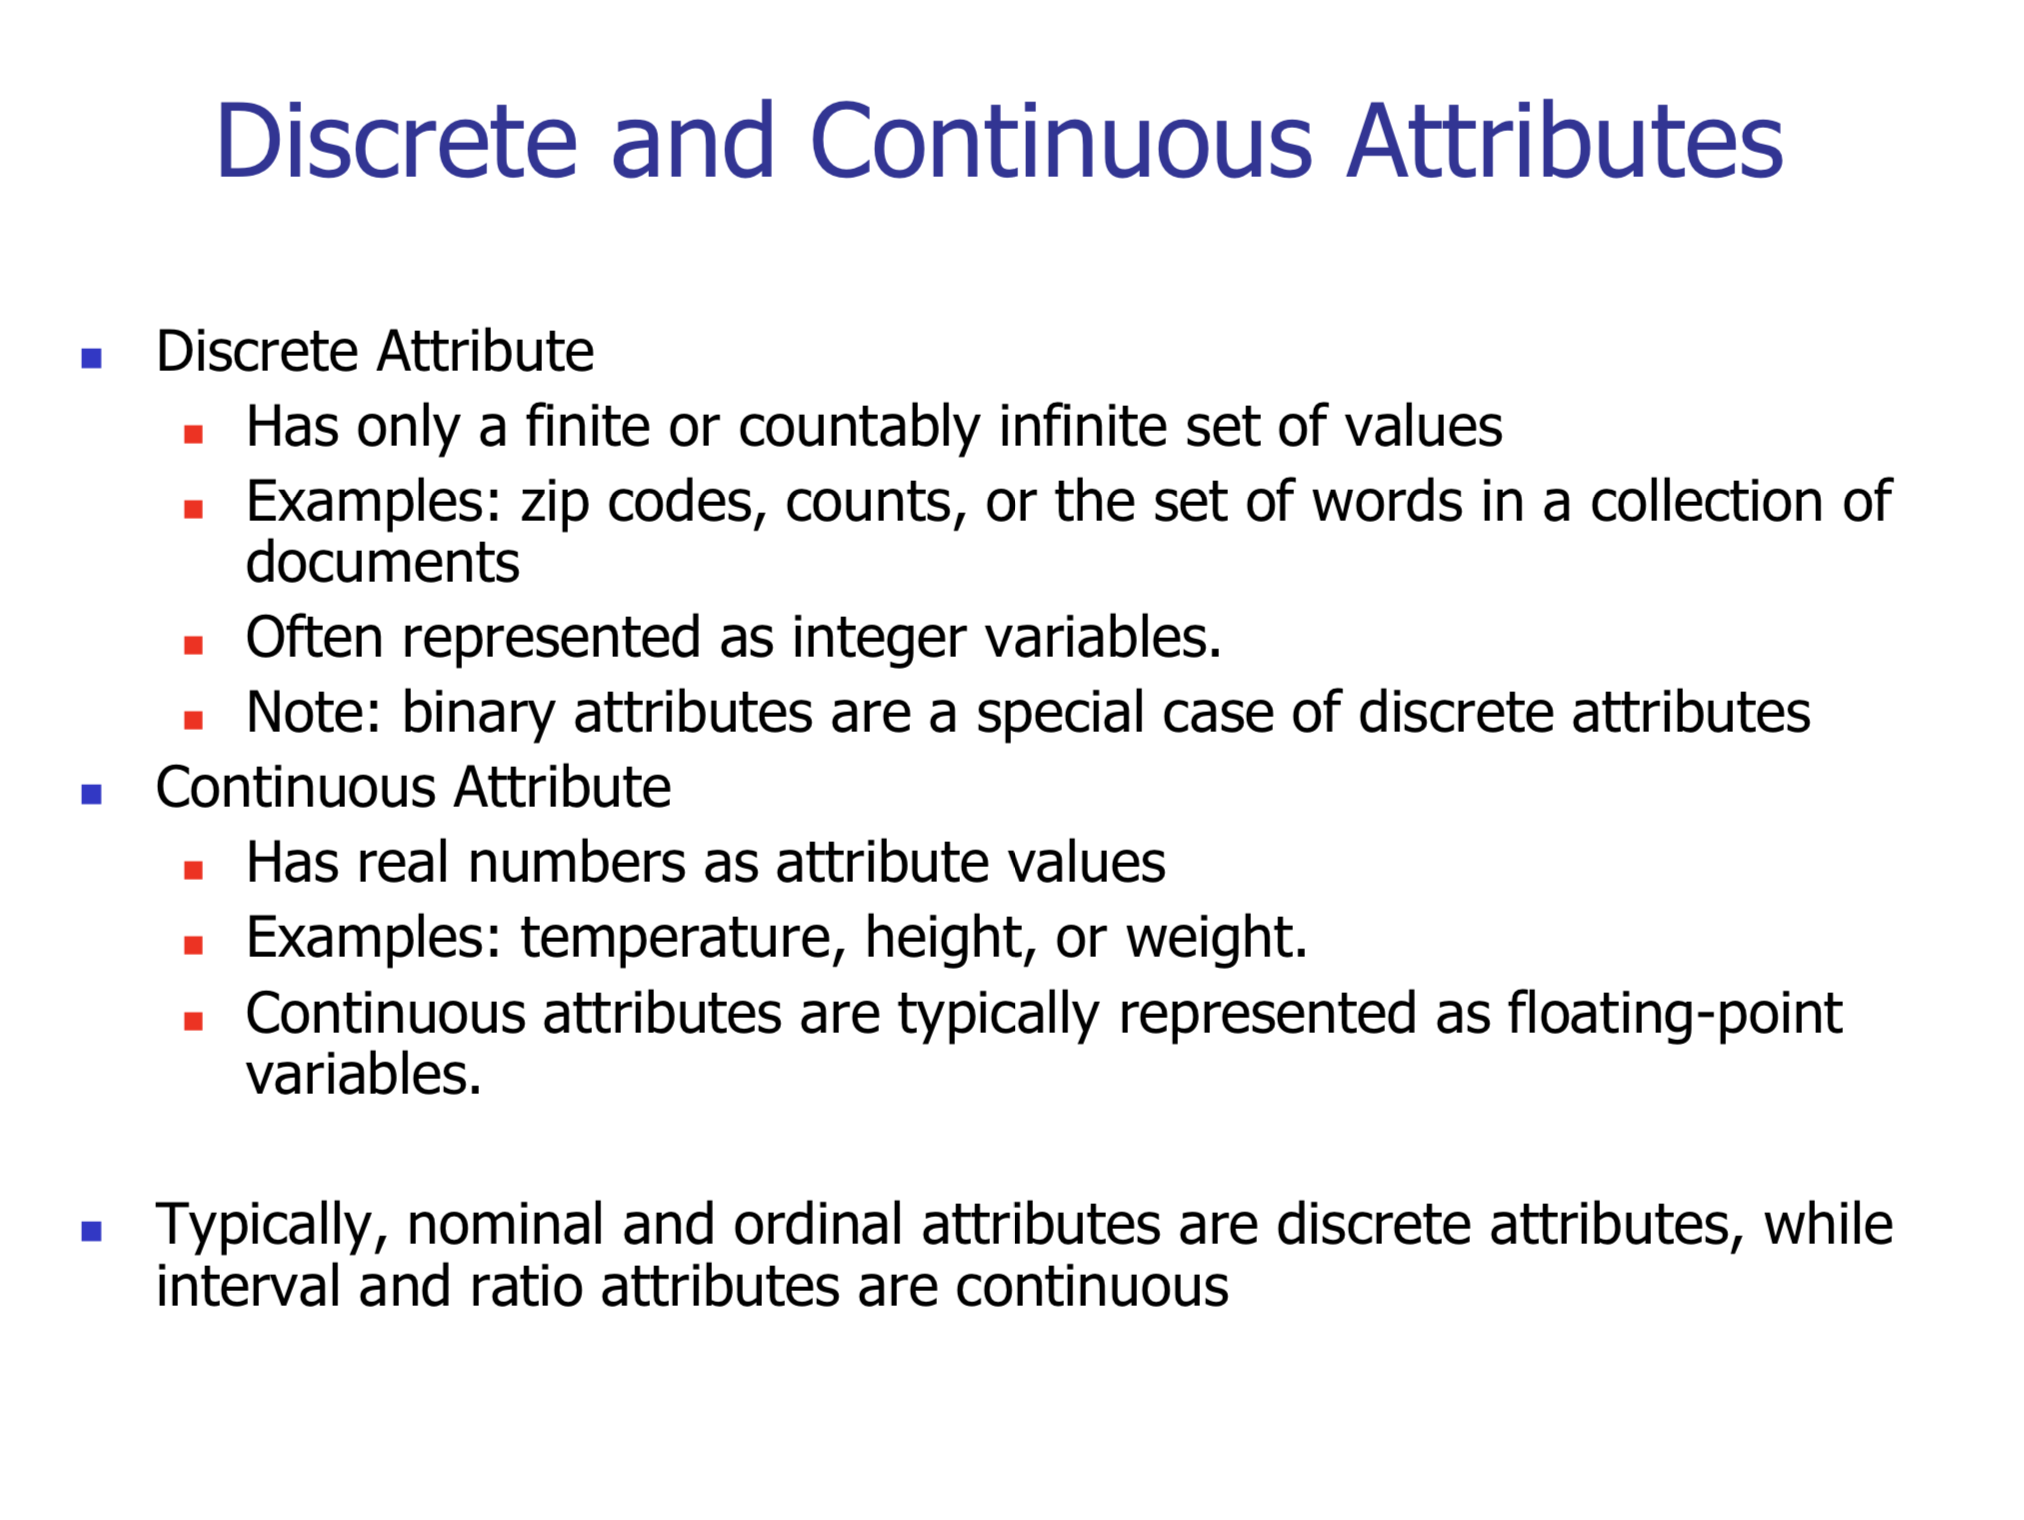 Discrete and Continuous Attributes
Discrete Attribute
Has only a finite or countably infinite set of values
Examples: zip codes, counts, or the set of words in a collection of
documents
Often represented as integer variables.
Note: binary attributes are a special case of discrete attributes
Continuous Attribute
Has real numbers as attribute values
Examples: temperature, height, or weight.
Continuous attributes are typically represented as floating-point
variables.
Typically, nominal and ordinal attributes are discrete attributes, while
interval and ratio attributes are continuous